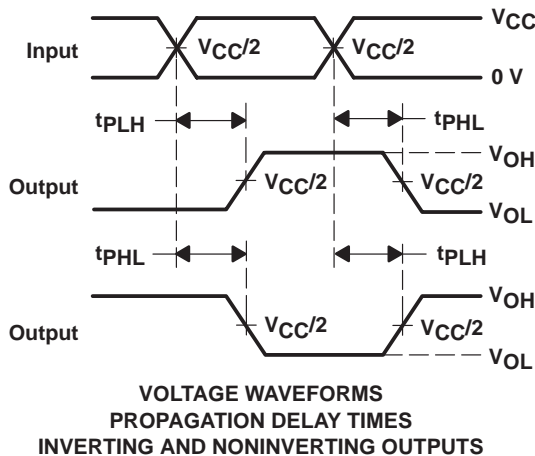 VCC
Input VCC/2 VCC/2
0 V
tPLH tPHL
VOH
Output VCC/2 VCC/2
VOL
tPHL tPLH
VOH
Output VCC/2 VCC/2
VOL
VOLTAGE WAVEFORMS
PROPAGATION DELAY TIMES
INVERTING AND NONINVERTING OUTPUTS